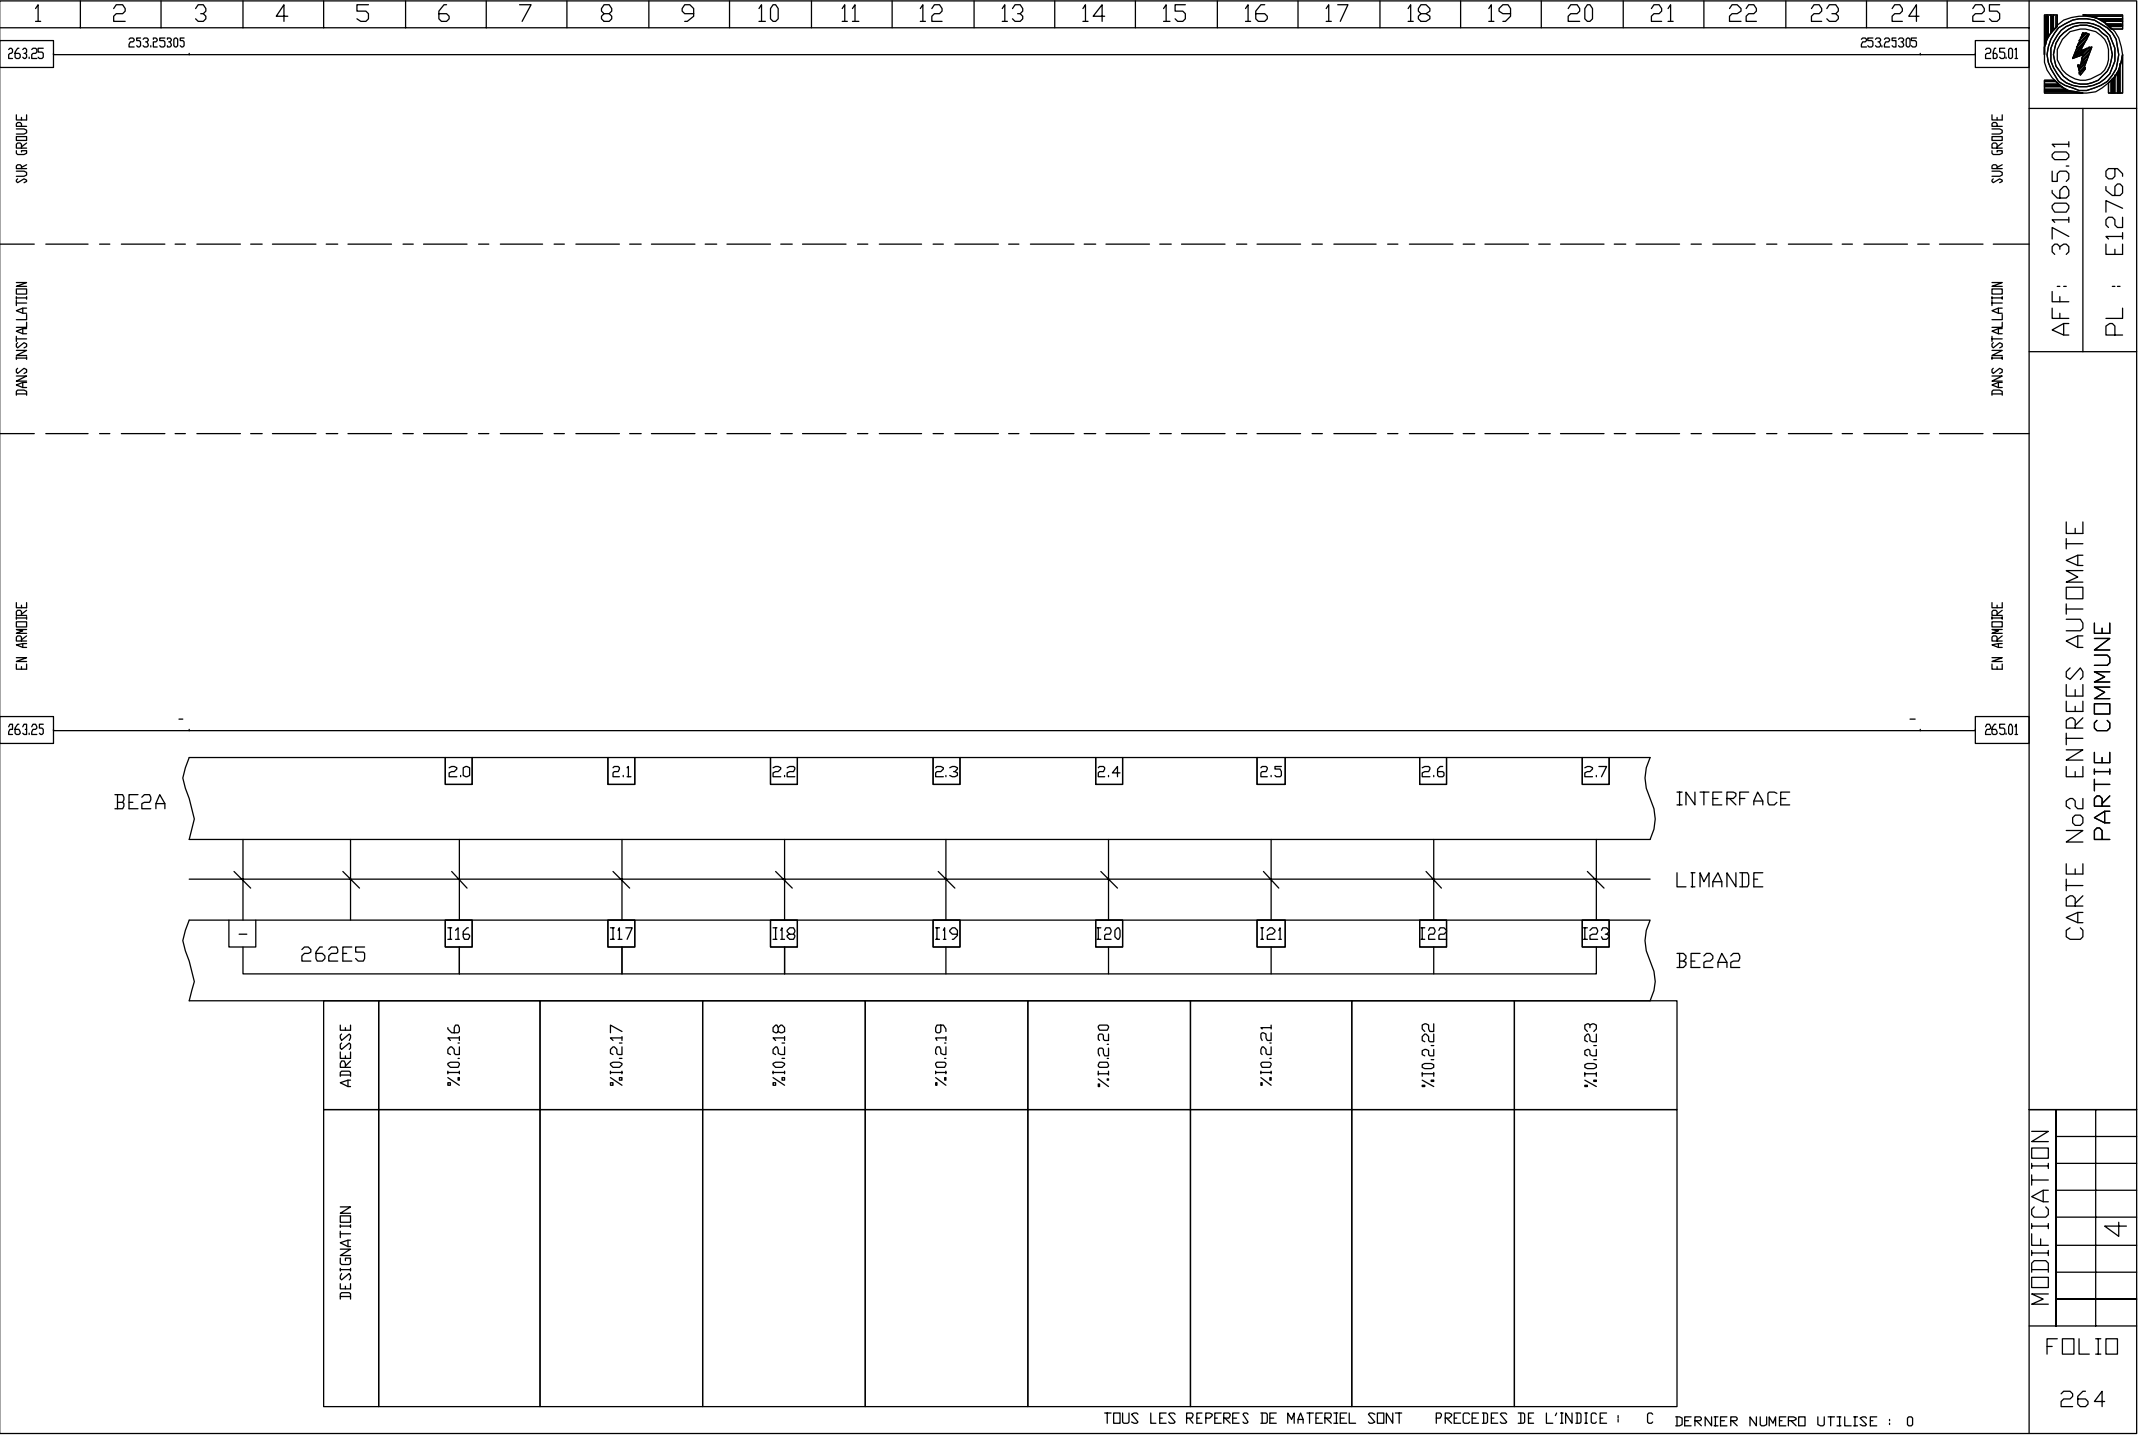 1 2 3 4 5 6 7 8 9 10 11 12 13 14 15 16 17 18 19 20 21 22 23 24 25
263.25 253.25305 253.25305 265.01
SUR GROUPE SUR GROUPE
DANS INSTALLATION DANS INSTALLATION
EN ARMOIRE EN ARMOIRE
263.25 - - 265.01
2.0 2.1 2.2 2.3 2.4 2.5 2.6 2.7
BE2A INTERFACE
LIMANDE
- I16 I17 I18 I19 I20 I21 I22 I23
262E5 BE2A2
ADRESSE %I0.2.16 %I0.2.17 %I0.2.18 %I0.2.19 %I0.2.20 %I0.2.21 %I0.2.22 %I0.2.23
DESIGNATION
TOUS LES REPERES DE MATERIEL SONT PRECEDES DE L'INDICE : C DERNIER NUMERO UTILISE : 0
AFF: 371065.01
PL : E12769
CARTE No2 ENTREES AUTOMATE
PARTIE COMMUNE
MODIFICATION
4
FOLIO
264